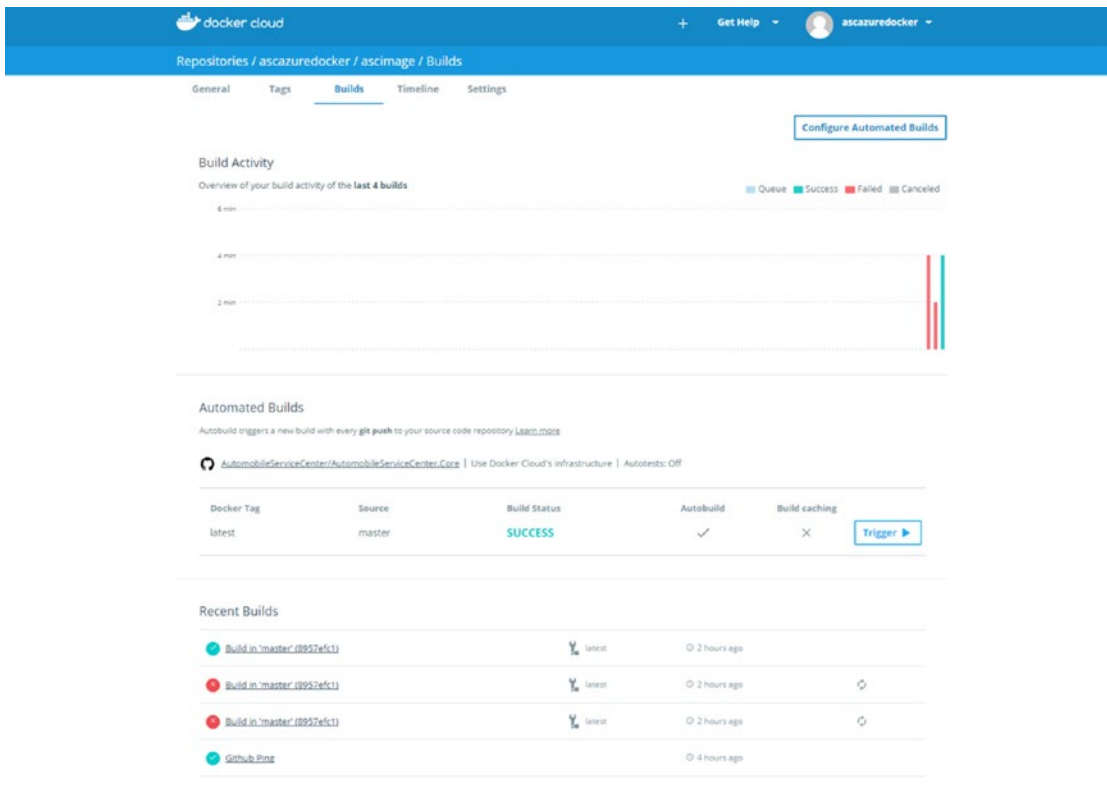 docker cloud
+ Get Help ascazuredocker
Repositories / ascazuredocker / ascimage / Builds
General Tags Builds Timeline Settings
Configure Automated Builds
Build Activity
Overview of your build activity of the last 4 builds
Queue Success Failed Canceled
6 min
4 min
2 min
Automated Builds
Autobuild triggers a new build with every git push to your source code repository Learn more
AutomobileServiceCenter/AutomobileServiceCenter.Core | Use Docker Cloud's infrastructure | Autotests: Off
Docker Tag Source Build Status Autobuild Build caching
latest master SUCCESS Trigger
Recent Builds
Build in 'master' (8957efc1) latest 2 hours ago
Build in 'master' (8957efc1) latest 2 hours ago
Build in 'master' (8957efc1) latest 2 hours ago
Github Ping 4 hours ago